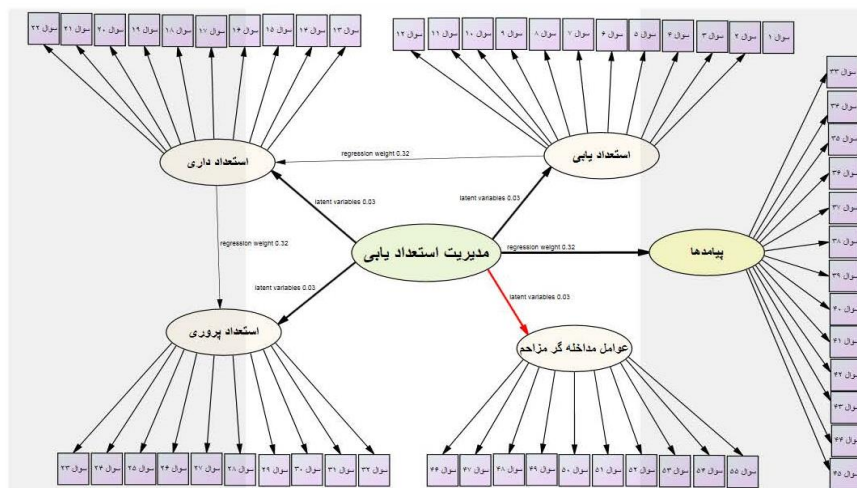 سوال ۲۲ سوال ۲۱ سوال ۲۰ سوال ۱۹ سوال ۱۸ سوال ۱۷ سوال ۱۶ سوال ۱۵ سوال ۱۴ سوال ۱۳
سوال ۱۲ سوال ۱۱ سوال ۱۰ سوال ۹ سوال ۸ سوال ۷ سوال ۶ سوال ۵ سوال ۴ سوال ۳ سوال ۲ سوال ۱
استعداد داری
regression weight 0.32
استعداد یابی
latent variables 0.03
latent variables 0.03
regression weight 0.32
مدیریت استعداد یابی
regression weight 0.32
پیامدها
latent variables 0.03
latent variables 0.03
استعداد پروری
عوامل مداخله گر مزاحم
سوال ۳۳
سوال ۳۴
سوال ۳۵
سوال ۳۶
سوال ۳۷
سوال ۳۸
سوال ۳۹
سوال ۴۰
سوال ۴۱
سوال ۴۲
سوال ۴۳
سوال ۴۴
سوال ۴۵
سوال ۲۳ سوال ۲۴ سوال ۲۵ سوال ۲۶ سوال ۲۷ سوال ۲۸ سوال ۲۹ سوال ۳۰ سوال ۳۱ سوال ۳۲
سوال ۴۶ سوال ۴۷ سوال ۴۸ سوال ۴۹ سوال ۵۰ سوال ۵۱ سوال ۵۲ سوال ۵۳ سوال ۵۴ سوال ۵۵